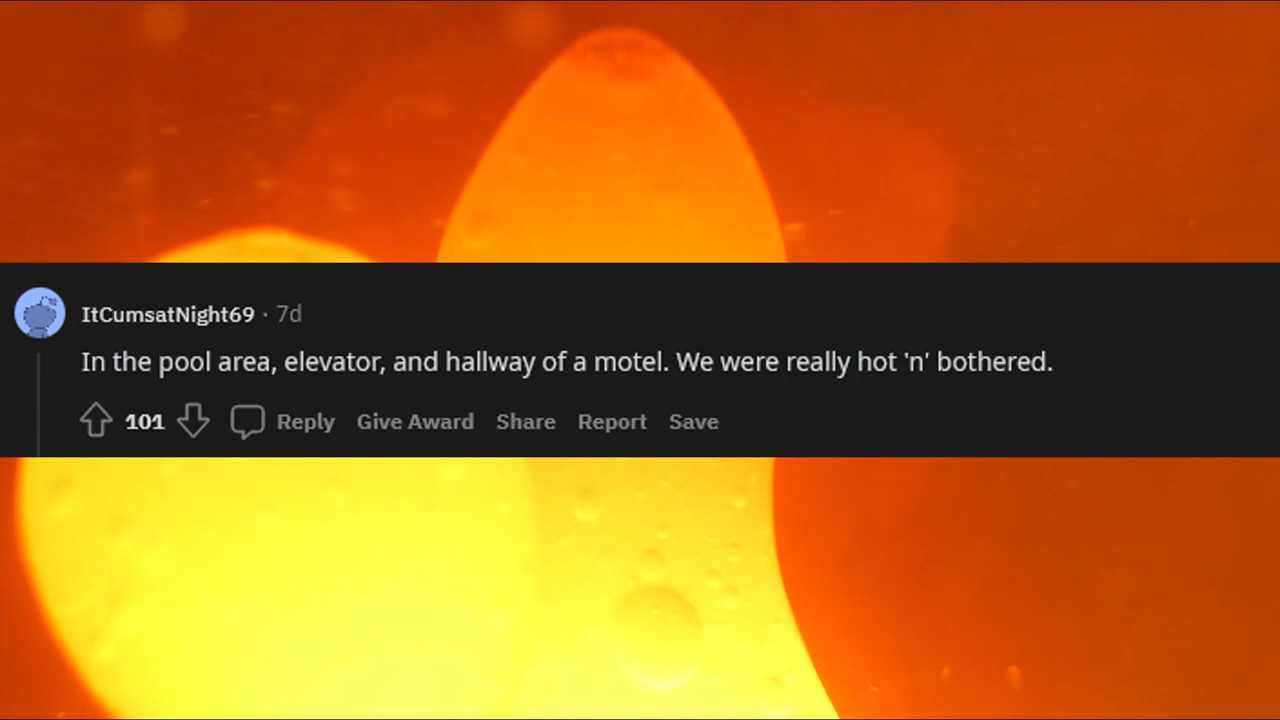 ItCumsatNight69 · 7d
In the pool area, elevator, and hallway of a motel. We were really hot 'n' bothered.
101 Reply Give Award Share Report Save